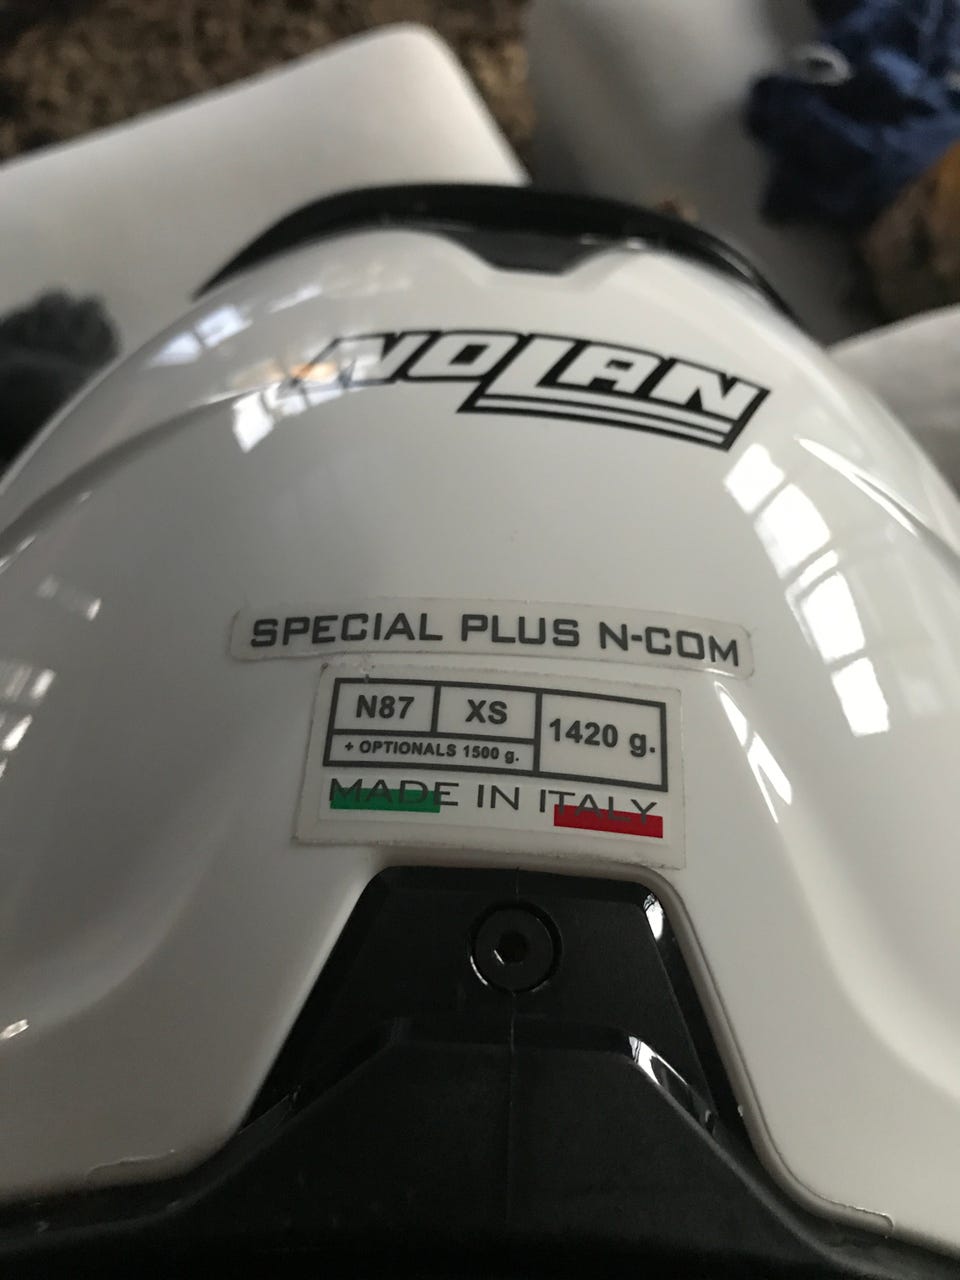 NOLAN
SPECIAL PLUS N-COM
N87 XS 1420 g.
+ OPTIONALS 1500 g.
MADE IN ITALY